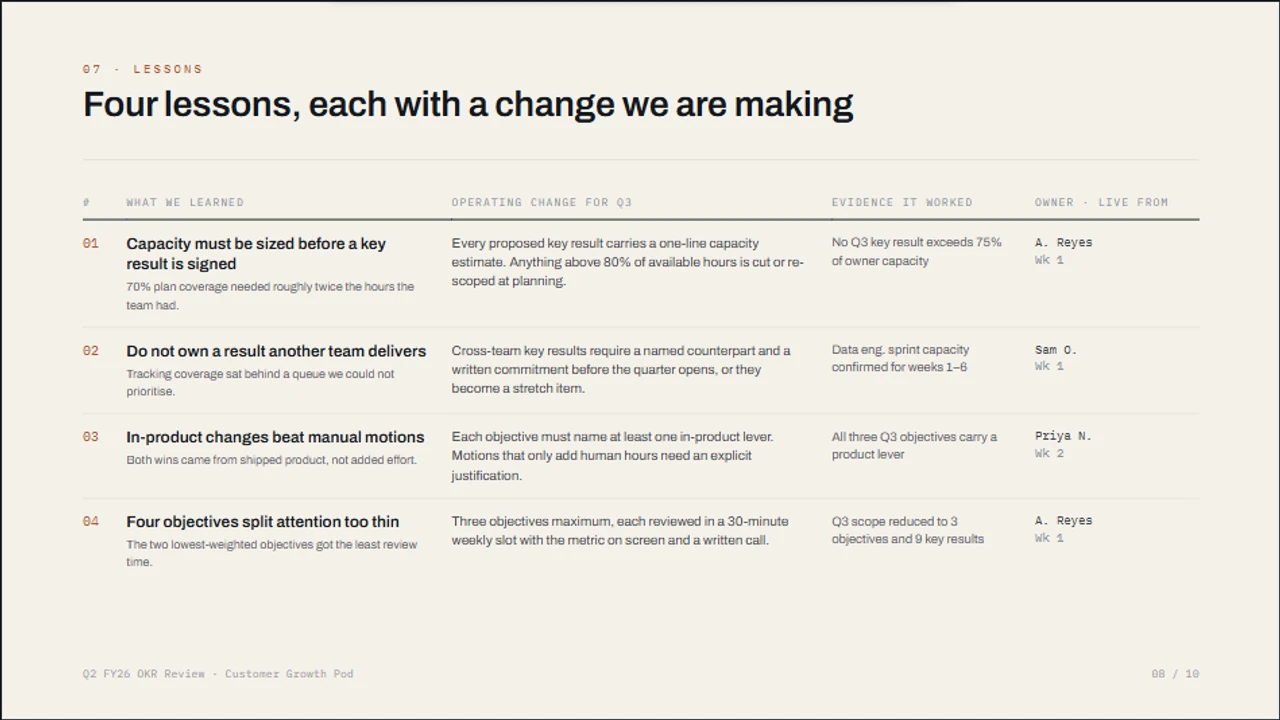 07 · LESSONS
Four lessons, each with a change we are making
# WHAT WE LEARNED OPERATING CHANGE FOR Q3 EVIDENCE IT WORKED OWNER · LIVE FROM
01
Capacity must be sized before a key
result is signed
70% plan coverage needed roughly twice the hours the
team had.
Every proposed key result carries a one-line capacity
estimate. Anything above 80% of available hours is cut or re-
scoped at planning.
No Q3 key result exceeds 75%
of owner capacity
A. Reyes
Wk 1
02
Do not own a result another team delivers
Tracking coverage sat behind a queue we could not
prioritise.
Cross-team key results require a named counterpart and a
written commitment before the quarter opens, or they
become a stretch item.
Data eng. sprint capacity
confirmed for weeks 1–6
Sam O.
Wk 1
03
In-product changes beat manual motions
Both wins came from shipped product, not added effort.
Each objective must name at least one in-product lever.
Motions that only add human hours need an explicit
justification.
All three Q3 objectives carry a
product lever
Priya N.
Wk 2
04
Four objectives split attention too thin
The two lowest-weighted objectives got the least review
time.
Three objectives maximum, each reviewed in a 30-minute
weekly slot with the metric on screen and a written call.
Q3 scope reduced to 3
objectives and 9 key results
A. Reyes
Wk 1
Q2 FY26 OKR Review · Customer Growth Pod
08 / 10